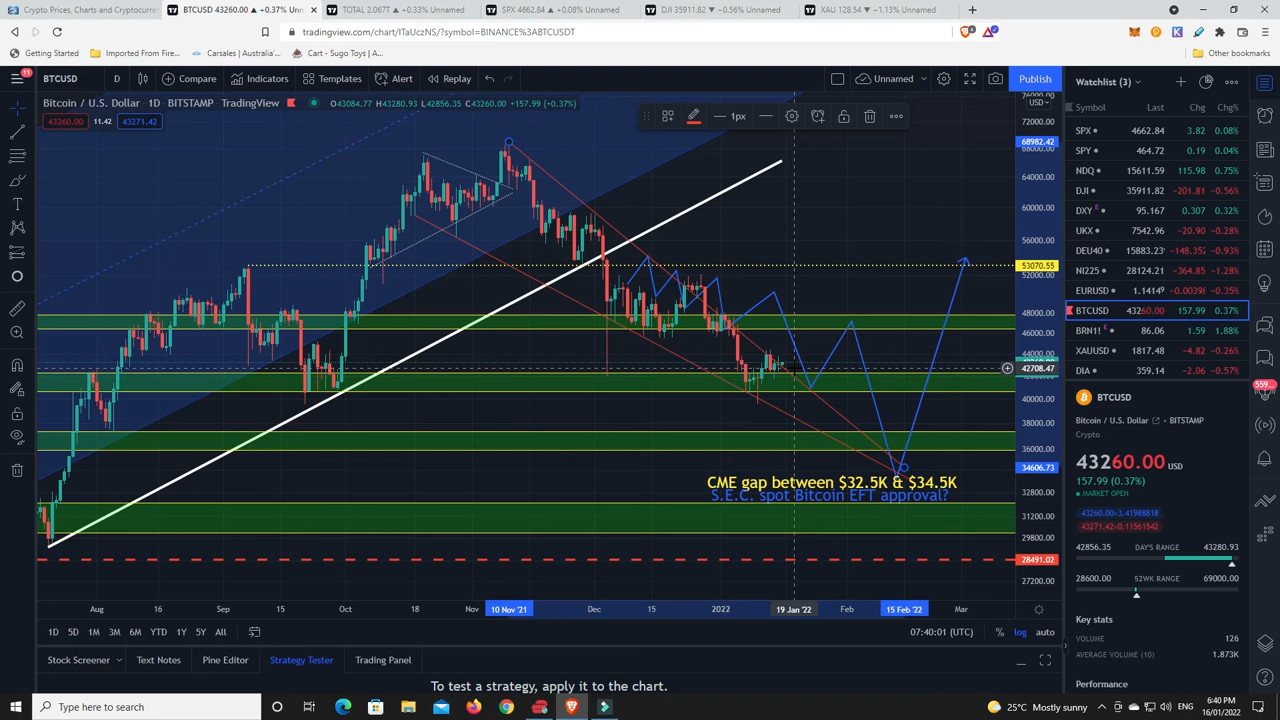 Crypto Prices, Charts and Cryptocurre
BTCUSD 43260.00 ▲ +0.37% Unn
TOTAL 2.067T ▲ +0.33% Unnamed
SPX 4662.84 ▲ +0.08% Unnamed
DJI 35911.82 ▼ −0.56% Unnamed
XAU 128.54 ▼ −1.13% Unnamed
tradingview.com/chart/ITaUczNS/?symbol=BINANCE%3ABTCUSDT
Getting Started
Imported From Fire...
Carsales | Australia'...
Cart - Sugo Toys | A...
Other bookmarks
11
BTCUSD
D
Compare
Indicators
Templates
Alert
Replay
Unnamed
Publish
Bitcoin / U.S. Dollar · 1D · BITSTAMP · TradingView
O43084.77 H43280.93 L42856.35 C43260.00 +157.99 (+0.37%)
43260.00
11.42
43271.42
1px
USD
76000.00
72000.00
68982.42
68000.00
64000.00
60000.00
56000.00
53070.55
52000.00
48000.00
46000.00
44000.00
42708.47
40000.00
38000.00
36000.00
34606.73
32800.00
31200.00
29800.00
28491.02
27200.00
CME gap between $32.5K & $34.5K
S.E.C. spot Bitcoin EFT approval?
Aug
16
Sep
15
Oct
18
Nov
10 Nov '21
Dec
15
2022
19 Jan '22
Feb
15 Feb '22
Mar
1D 5D 1M 3M 6M YTD 1Y 5Y All
07:40:01 (UTC)
% log auto
Stock Screener
Text Notes
Pine Editor
Strategy Tester
Trading Panel
To test a strategy, apply it to the chart.
Watchlist (3)
Symbol Last Chg Chg%
SPX 4662.84 3.82 0.08%
SPY 464.72 0.19 0.04%
NDQ 15611.59 115.98 0.75%
DJI 35911.82 −201.81 −0.56%
DXY E 95.167 0.307 0.32%
UKX 7542.96 −20.90 −0.28%
DEU40 15883.23 −148.35 −0.93%
NI225 28124.21 −364.85 −1.28%
EURUSD 1.14149 −0.00398 −0.35%
BTCUSD 43260.00 157.99 0.37%
BRN1! E 86.06 1.59 1.88%
XAUUSD 1817.48 −4.82 −0.26%
DIA 359.14 −2.06 −0.57%
559
BTCUSD
Bitcoin / U.S. Dollar · BITSTAMP
Crypto
43260.00 USD
157.99 (0.37%)
MARKET OPEN
43260.00×3.41988818
43271.42×0.11561542
42856.35 DAY'S RANGE 43280.93
28600.00 52WK RANGE 69000.00
Key stats
VOLUME 126
AVERAGE VOLUME (10) 1.873K
Performance
Type here to search
25°C Mostly sunny
ENG
6:40 PM
16/01/2022